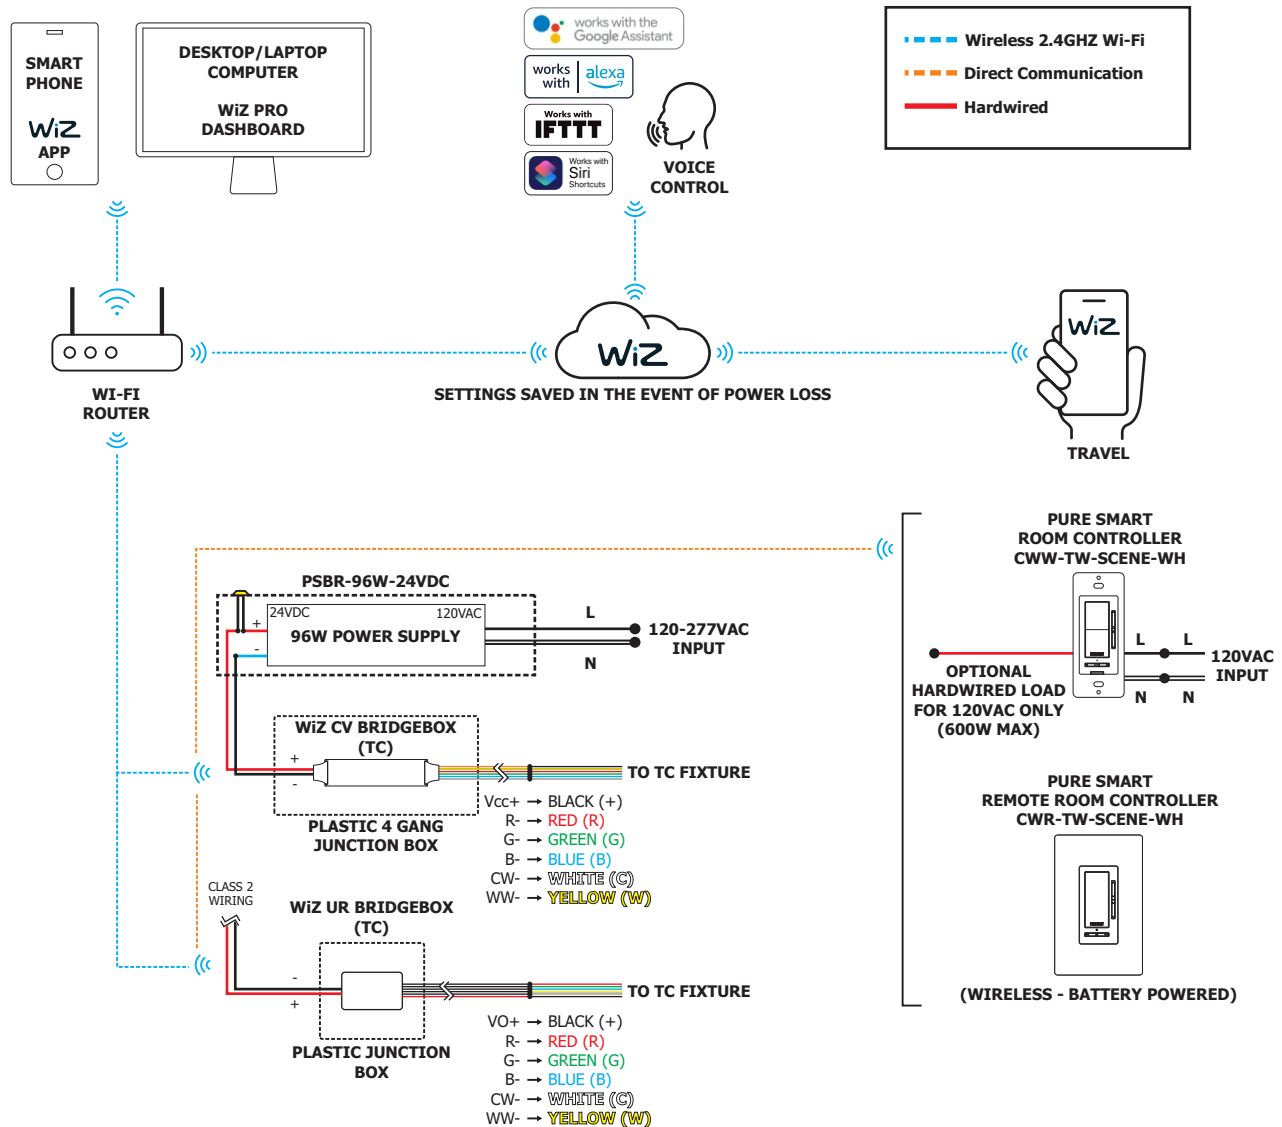 SMART
PHONE
WiZ
APP
DESKTOP/LAPTOP
COMPUTER
WiZ PRO
DASHBOARD
works with the
Google Assistant
works
with
alexa
Works with
IFTTT
Works with
Siri
Shortcuts
VOICE
CONTROL
Wireless 2.4GHZ Wi-Fi
Direct Communication
Hardwired
WI-FI
ROUTER
WiZ
SETTINGS SAVED IN THE EVENT OF POWER LOSS
WiZ
TRAVEL
PSBR-96W-24VDC
24VDC
120VAC
+
-
96W POWER SUPPLY
L
N
120-277VAC
INPUT
WiZ CV BRIDGEBOX
(TC)
+
-
PLASTIC 4 GANG
JUNCTION BOX
TO TC FIXTURE
Vcc+ → BLACK (+)
R- → RED (R)
G- → GREEN (G)
B- → BLUE (B)
CW- → WHITE (C)
WW- → YELLOW (W)
CLASS 2
WIRING
WiZ UR BRIDGEBOX
(TC)
-
+
PLASTIC JUNCTION
BOX
TO TC FIXTURE
VO+ → BLACK (+)
R- → RED (R)
G- → GREEN (G)
B- → BLUE (B)
CW- → WHITE (C)
WW- → YELLOW (W)
PURE SMART
ROOM CONTROLLER
CWW-TW-SCENE-WH
OPTIONAL
HARDWIRED LOAD
FOR 120VAC ONLY
(600W MAX)
L L
N N
120VAC
INPUT
PURE SMART
REMOTE ROOM CONTROLLER
CWR-TW-SCENE-WH
(WIRELESS - BATTERY POWERED)